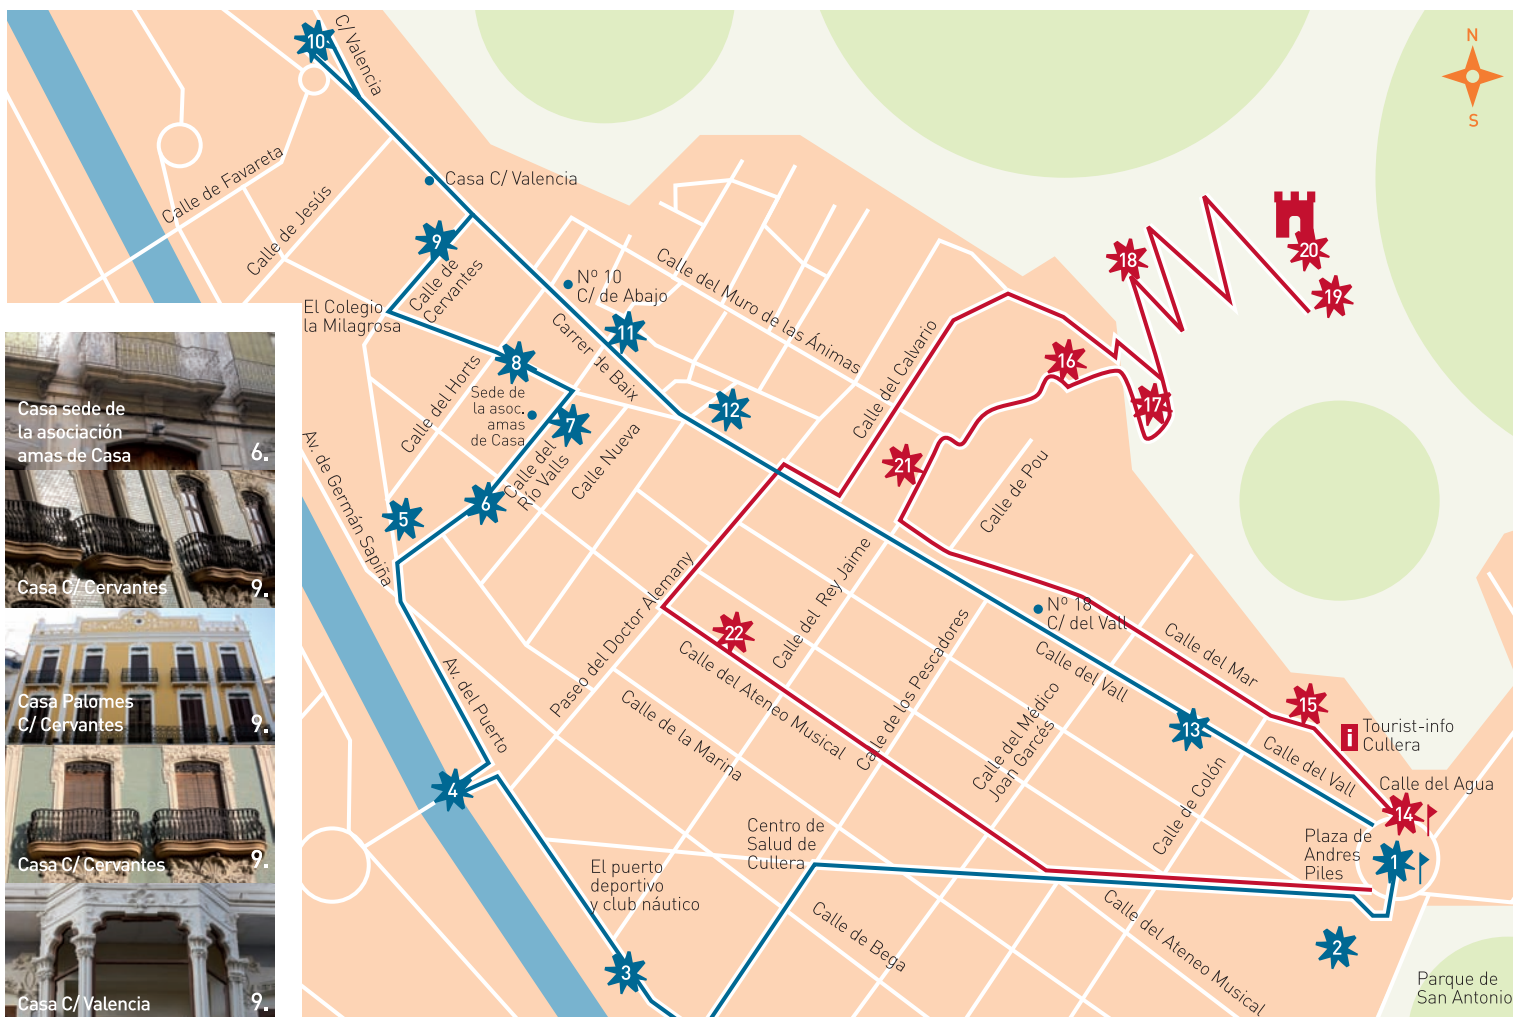 10
C/ Valencia
N
S
Casa C/ Valencia
Calle de Favareta
Calle de Jesús
9
Calle de
Cervantes
Nº 10
C/ de Abajo
Calle del Muro de las Ánimas
18
20
19
El Colegio
la Milagrosa
11
Carrer de Baix
8
Calle del Horts
Sede de
la asoc.
amas
de Casa
7
12
Calle del Calvario
16
17
Casa sede de
la asociación
amas de Casa
6.
Av. de Germán Sapiña
Calle del
Rio Valls
Calle Nueva
21
Calle de Pou
5
6
Casa C/ Cervantes
9.
Paseo del Doctor Alemany
Calle del Rey Jaime
Nº 18
C/ del Vall
22
Calle del Ateneo Musical
Calle de los Pescadores
Calle del Vall
Calle del Mar
Casa Palomes
C/ Cervantes
9.
Av. del Puerto
Calle de la Marina
Calle del Médico
Joan Garcés
13
15
Calle del Vall
i
Tourist-info
Cullera
4
Calle de Colón
Calle del Agua
14
Casa C/ Cervantes
9.
Centro de
Salud de
Cullera
Plaza de
Andres
Piles
1
El puerto
deportivo
y club náutico
Calle de Bega
Calle del Ateneo Musical
2
3
Parque de
San Antonio
Casa C/ Valencia
9.